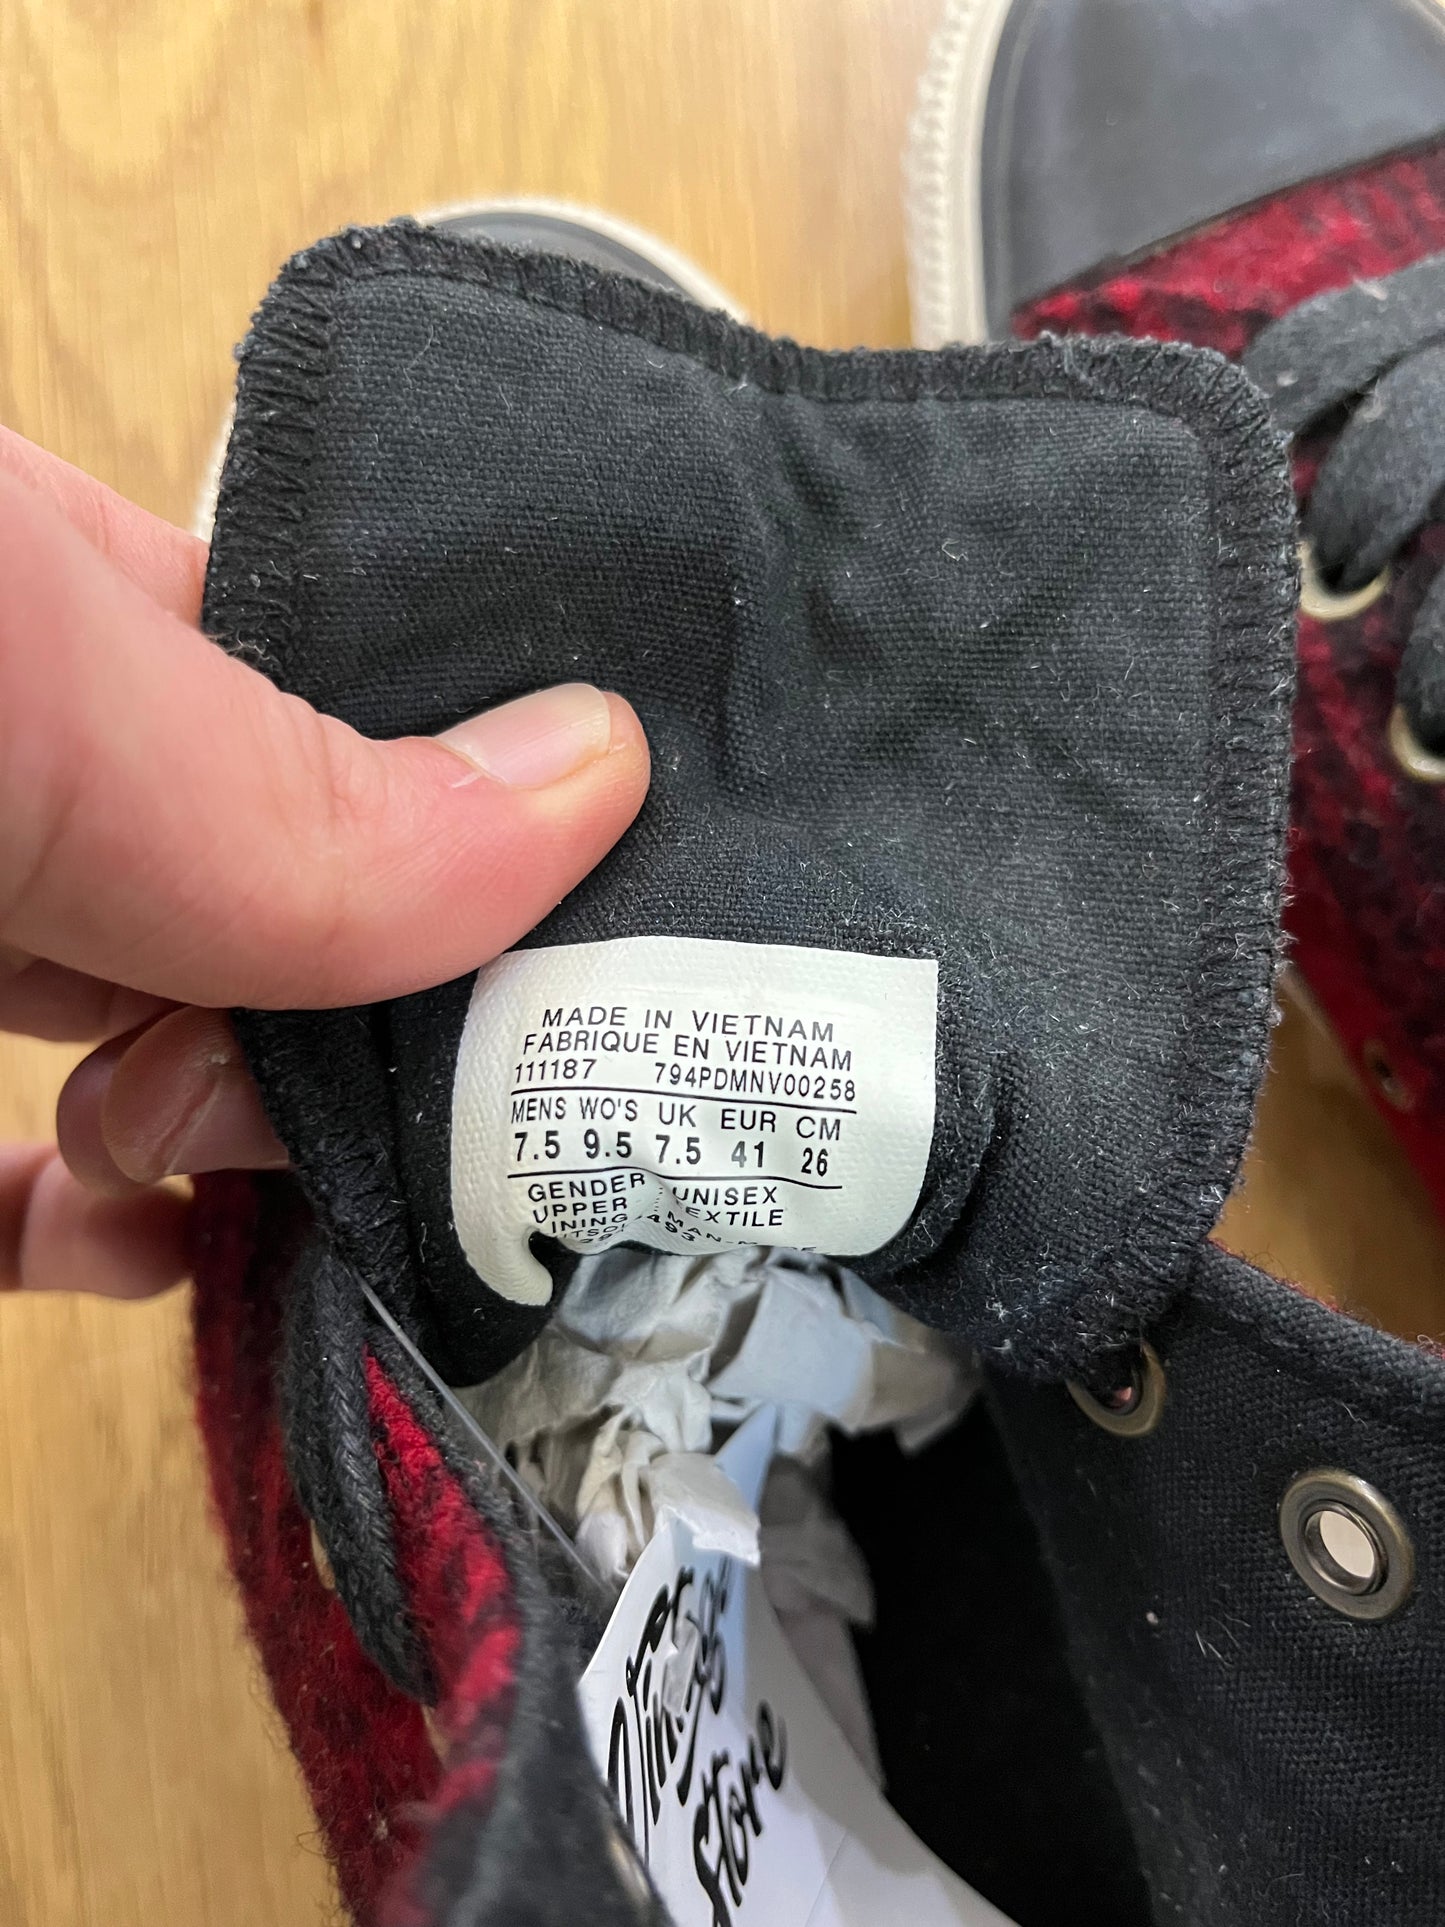 MADE IN VIETNAM
FABRIQUE EN VIETNAM
111187 794PDMNV00258
MENS WO'S UK EUR CM
7.5 9.5 7.5 41 26
GENDER UNISEX
UPPER TEXTILE
Store